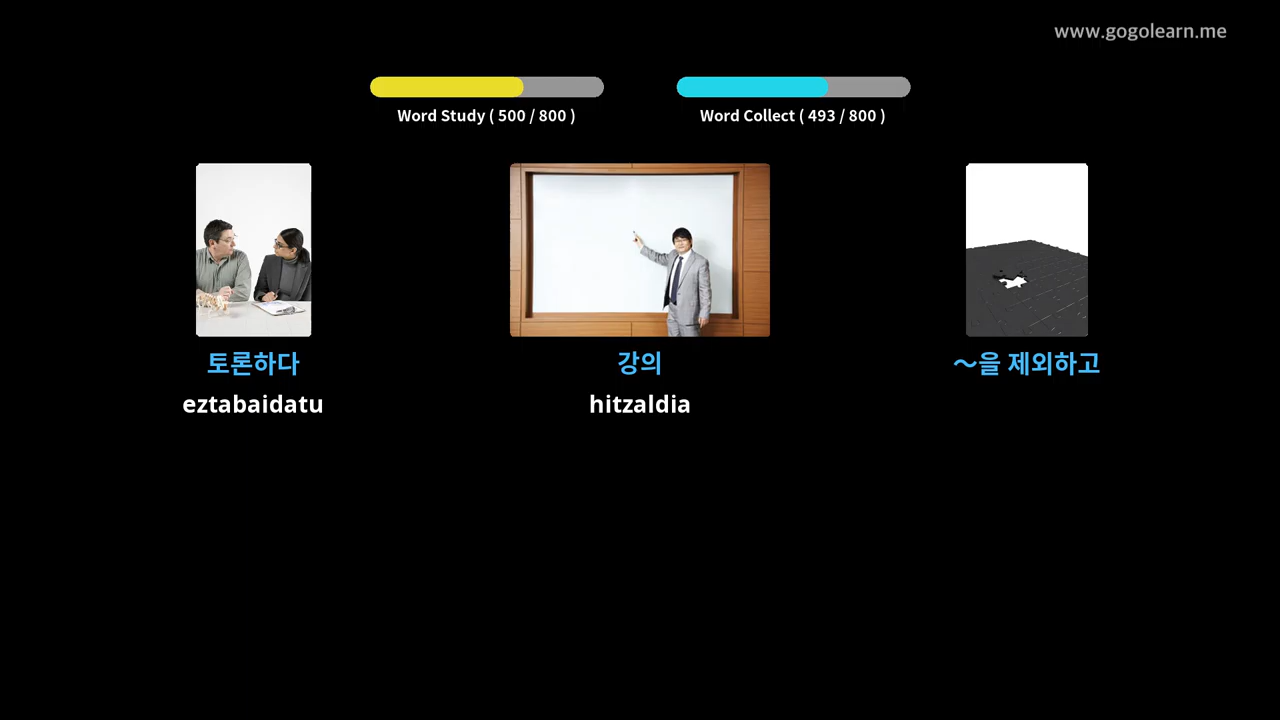 www.gogolearn.me
Word Study ( 500 / 800 )
Word Collect ( 493 / 800 )
토론하다
강의
～을 제외하고
eztabaidatu
hitzaldia